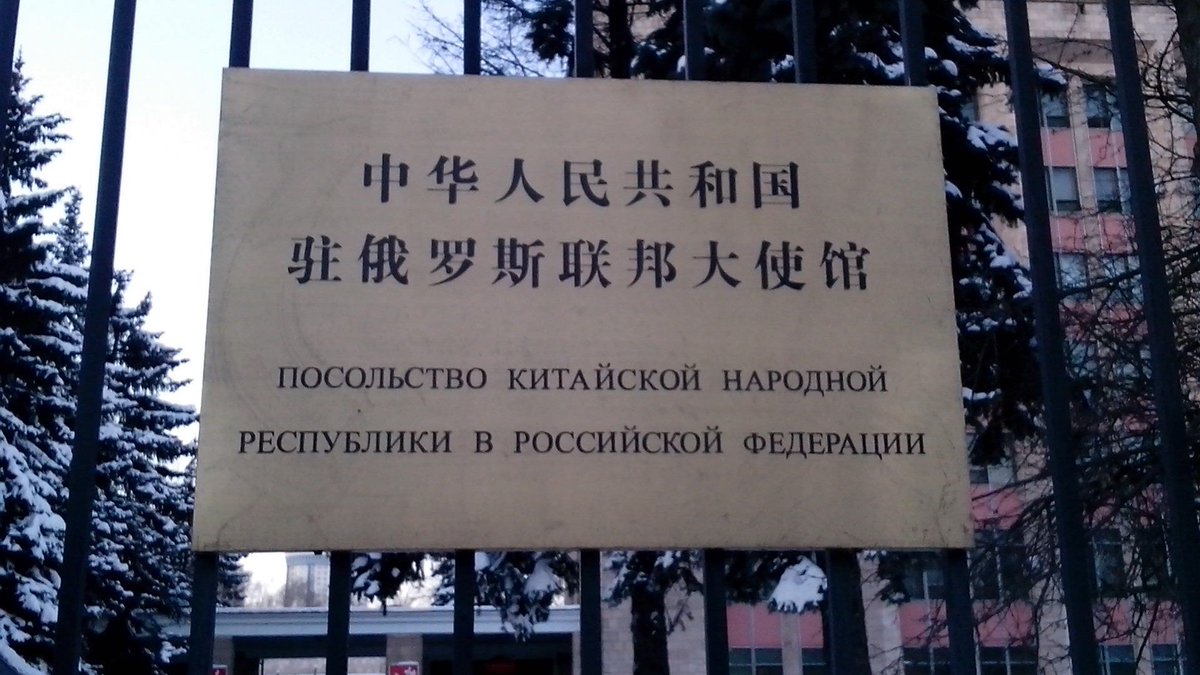 中华人民共和国
驻俄罗斯联邦大使馆
ПОСОЛЬСТВО КИТАЙСКОЙ НАРОДНОЙ
РЕСПУБЛИКИ В РОССИЙСКОЙ ФЕДЕРАЦИИ